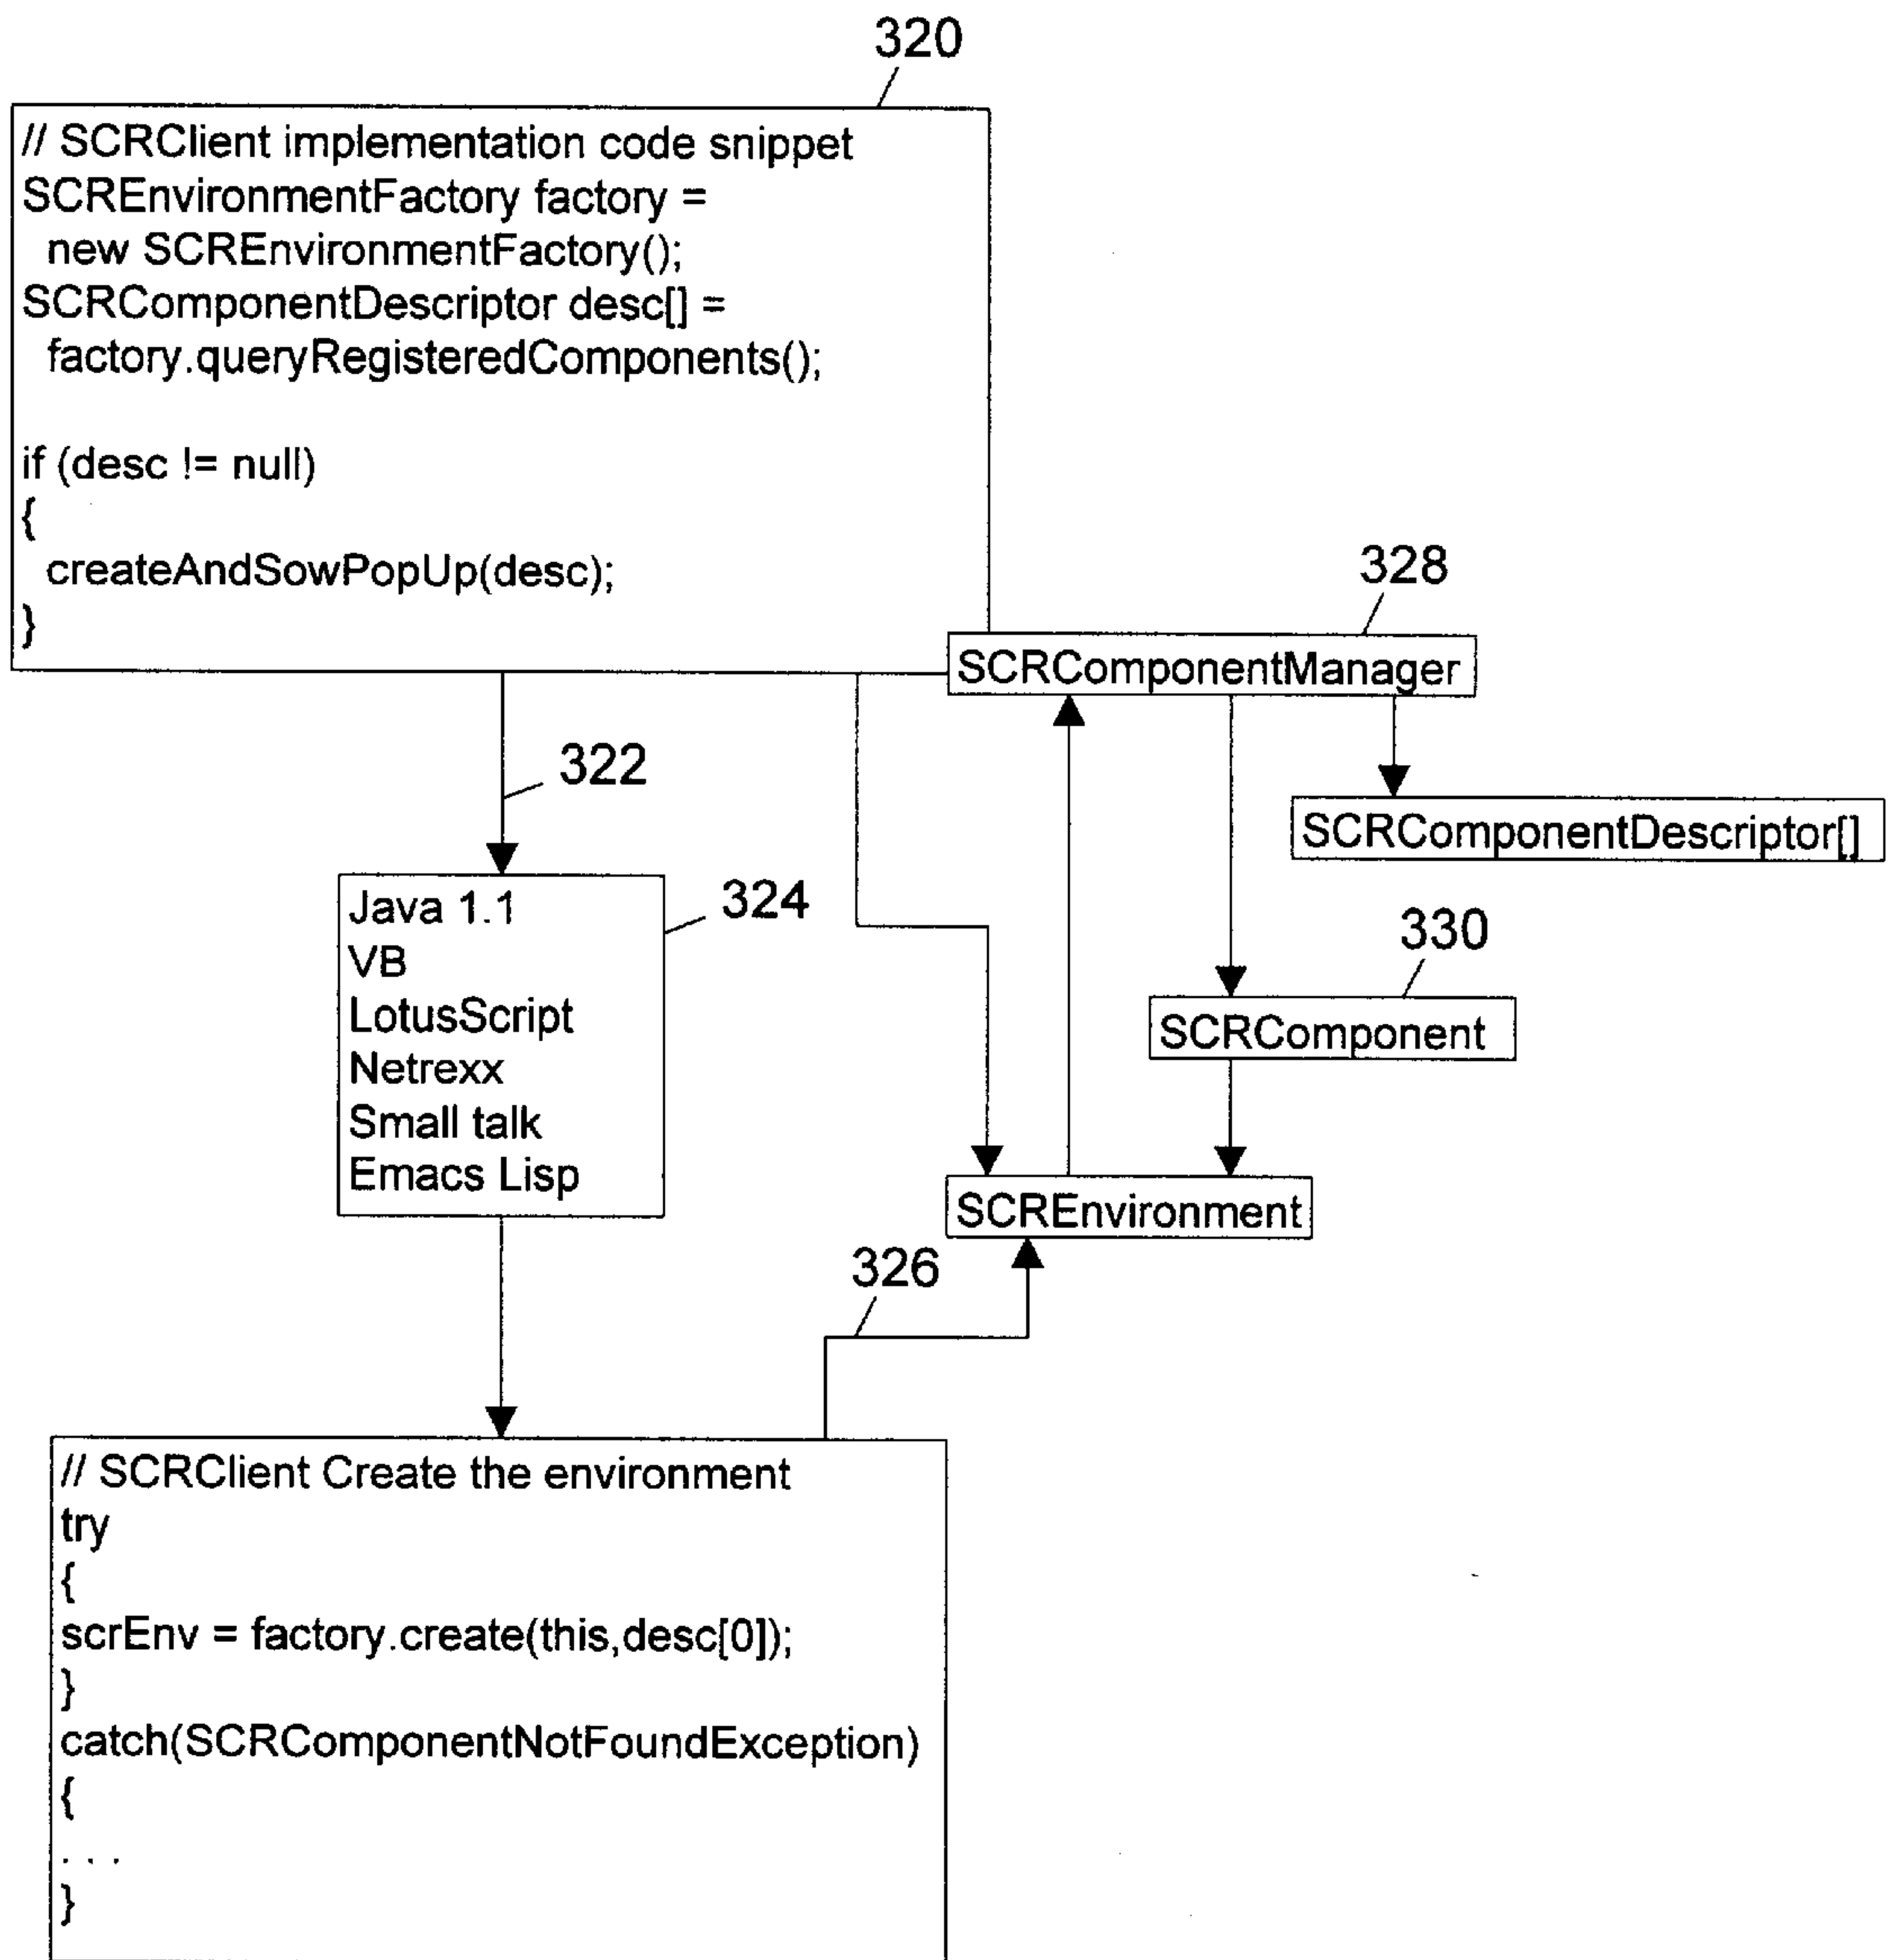 320
// SCRClient implementation code snippet
SCREnvironmentFactory factory =
new SCREnvironmentFactory();
SCRComponentDescriptor desc[] =
factory.queryRegisteredComponents();
if (desc != null)
{
createAndSowPopUp(desc);
}
328
SCRComponentManager
322
SCRComponentDescriptor[]
324
Java 1.1
VB
LotusScript
Netrexx
Small talk
Emacs Lisp
330
SCRComponent
SCREnvironment
326
// SCRClient Create the environment
try
{
scrEnv = factory.create(this,desc[0]);
}
catch(SCRComponentNotFoundException)
{
. . .
}